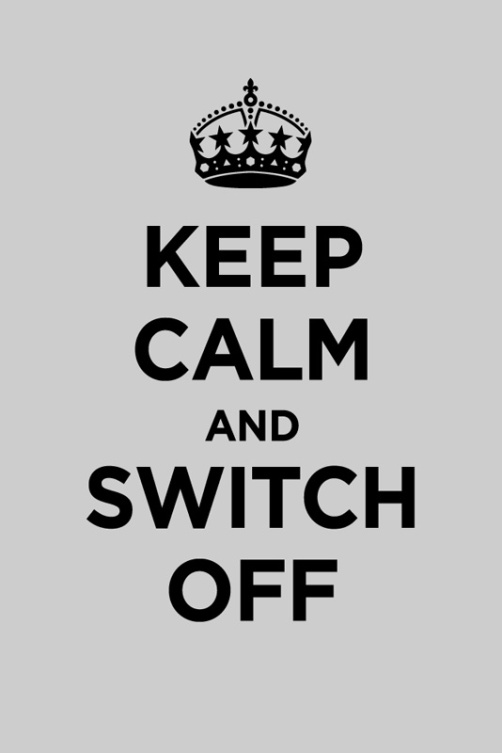 KEEP
CALM
AND
SWITCH
OFF